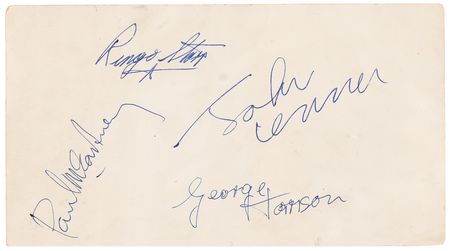 Ringo Starr
John
Lennon
Paul McCartney
George
Harrison